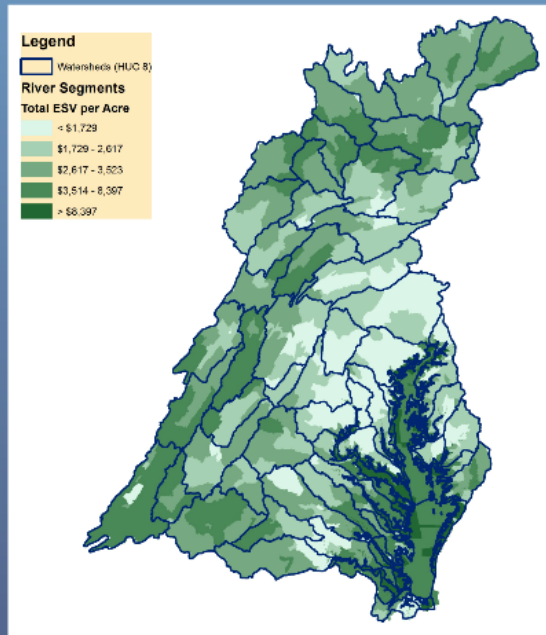 Legend
Watersheds (HUC 8)
River Segments
Total ESV per Acre
< $1,729
$1,729 - 2,617
$2,617 - 3,523
$3,514 - 8,397
> $8,397